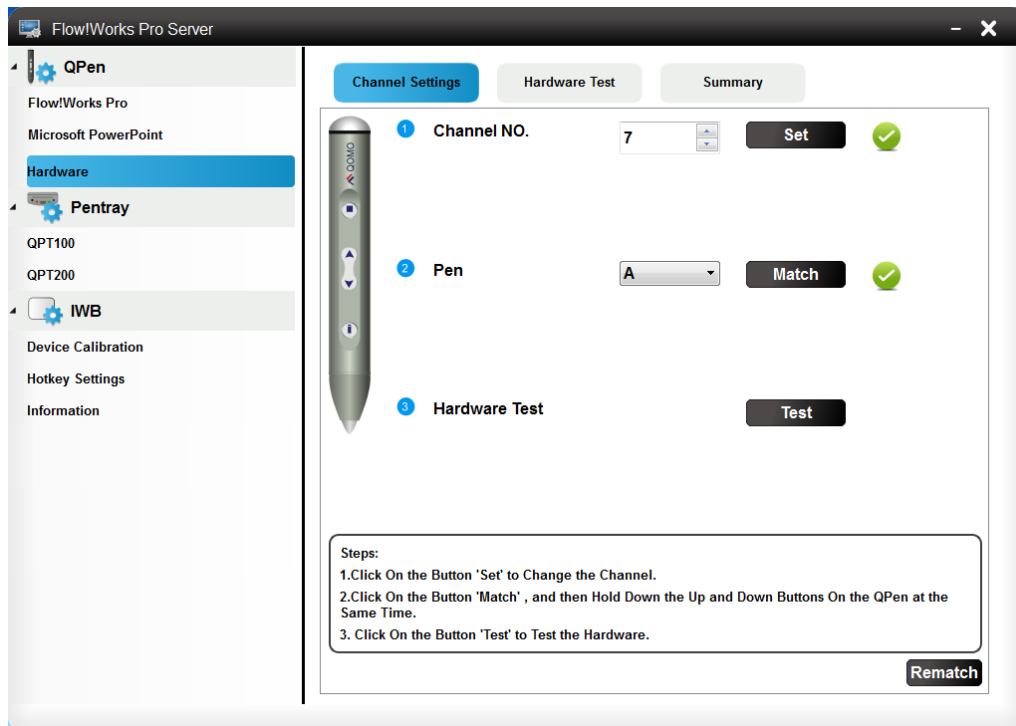 Flow!Works Pro Server
QPen
Flow!Works Pro
Microsoft PowerPoint
Hardware
Pentray
QPT100
QPT200
IWB
Device Calibration
Hotkey Settings
Information
Channel Settings
Hardware Test
Summary
QOMO
1 Channel NO. 7 Set
2 Pen A Match
3 Hardware Test Test
Steps:
1.Click On the Button 'Set' to Change the Channel.
2.Click On the Button 'Match' , and then Hold Down the Up and Down Buttons On the QPen at the
Same Time.
3. Click On the Button 'Test' to Test the Hardware.
Rematch